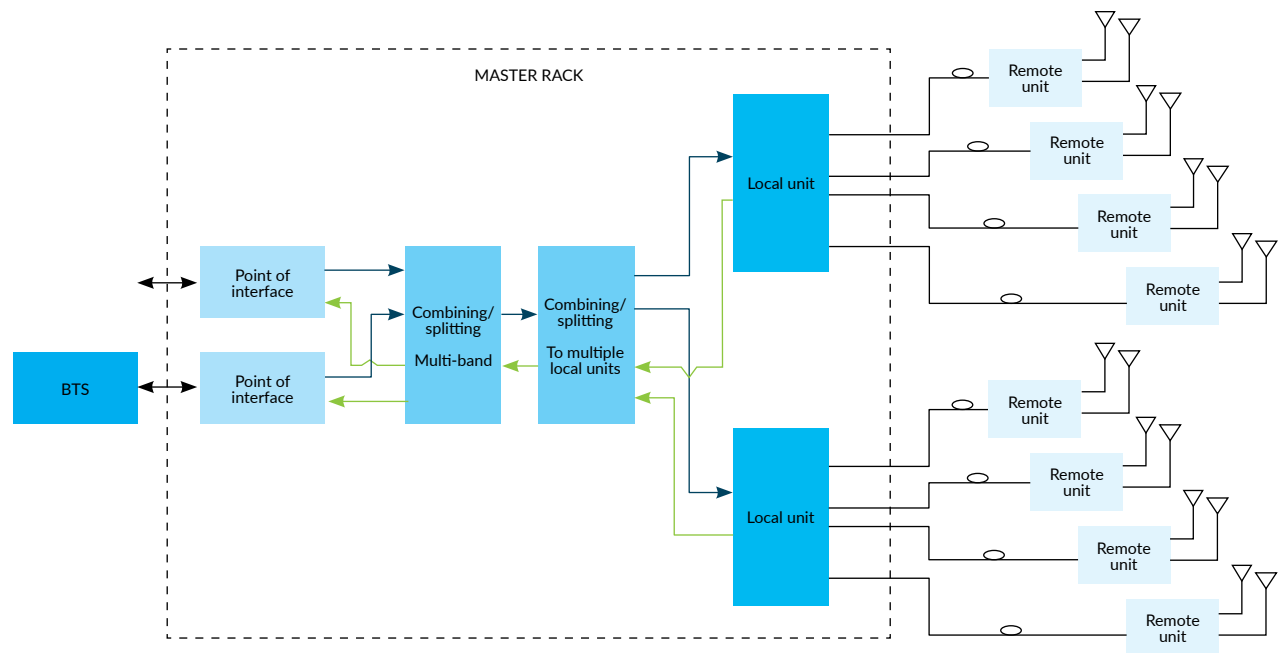 MASTER RACK
BTS
Point of
interface
Point of
interface
Combining/
splitting
Multi-band
Combining/
splitting
To multiple
local units
Local unit
Local unit
Remote
unit
Remote
unit
Remote
unit
Remote
unit
Remote
unit
Remote
unit
Remote
unit
Remote
unit